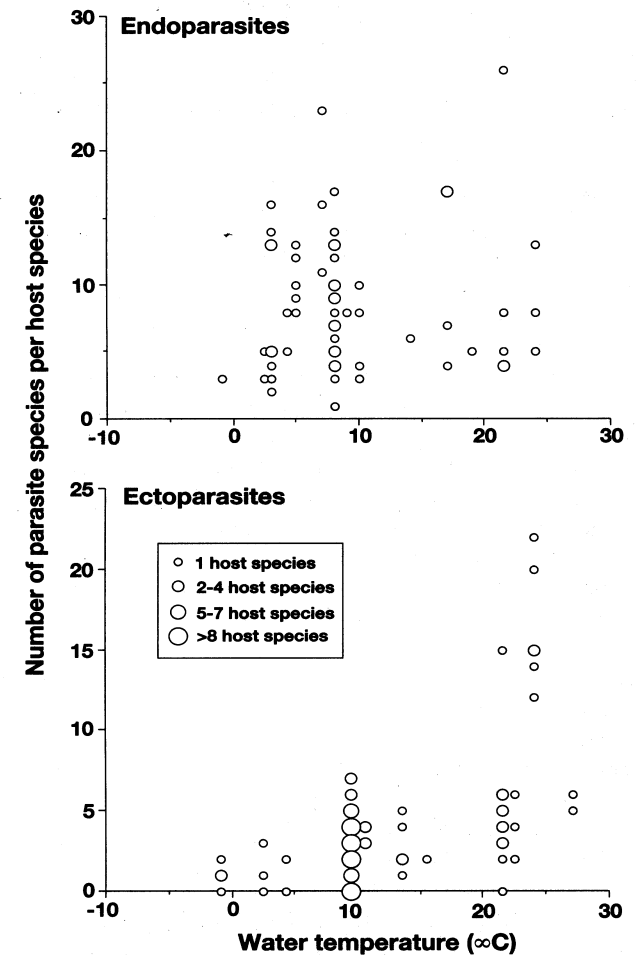 Endoparasites
30
20
10
0
-10 0 10 20 30
Number of parasite species per host species
Ectoparasites
25
20
15
10
5
0
1 host species
2-4 host species
5-7 host species
>8 host species
-10 0 10 20 30
Water temperature (∞C)